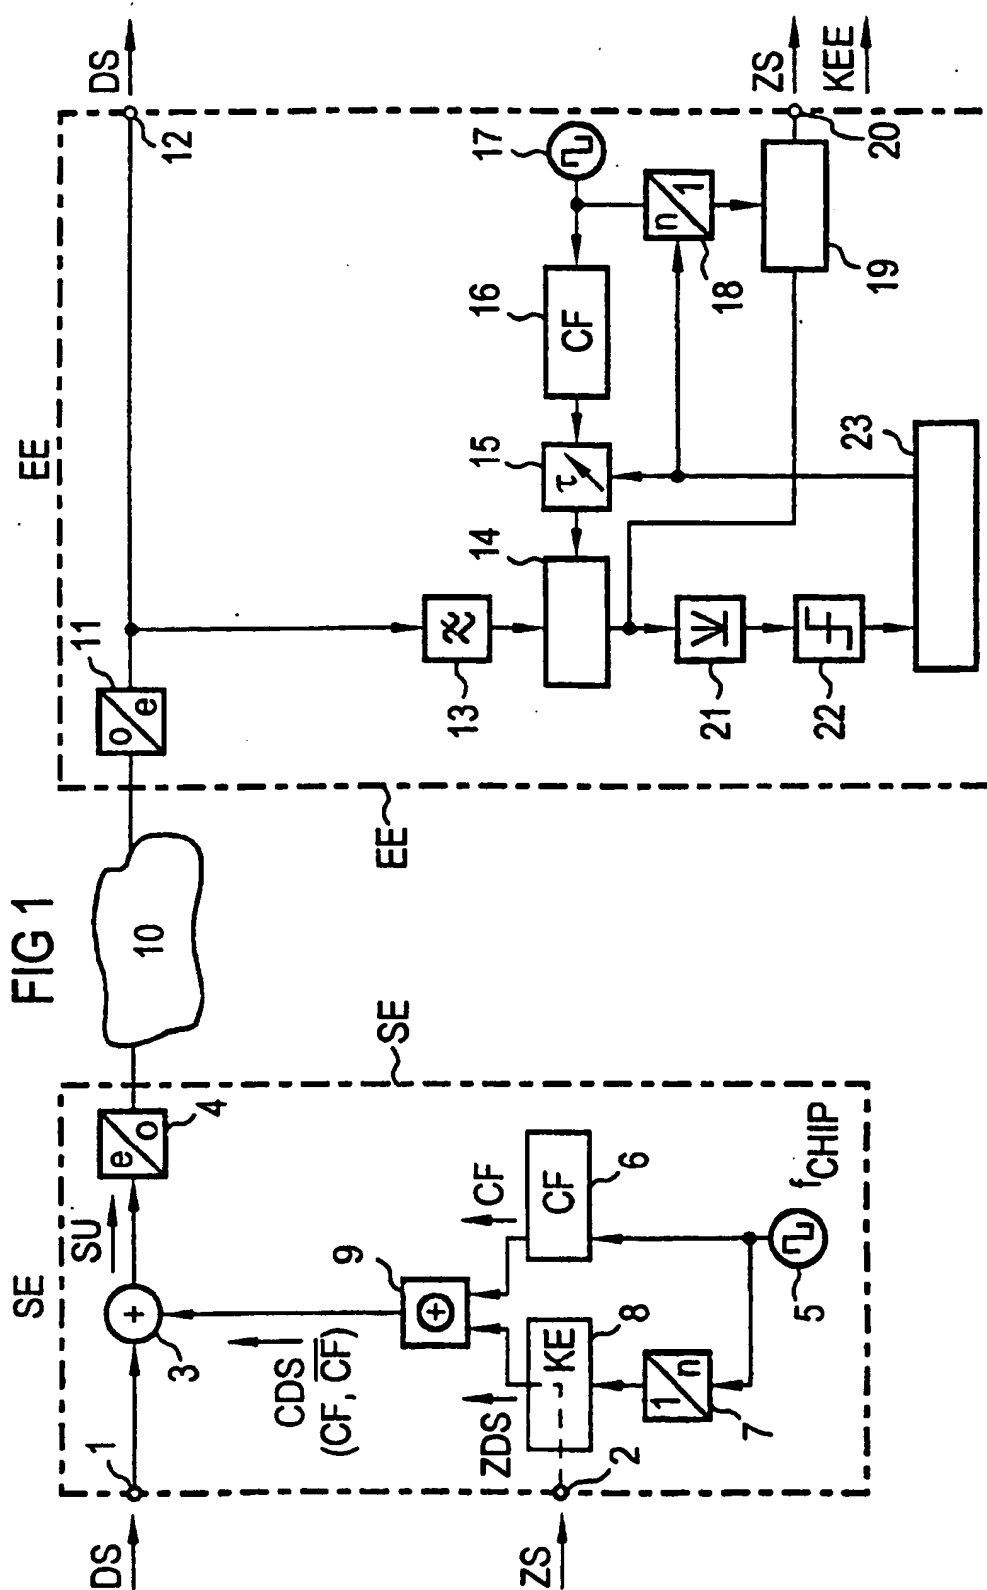 FIG 1
SE
EE
DS
1
3
+
SU
e
o
4
10
o
e
11
12
DS
CDS
(CF, C̅F̅)
9
+
ZDS
CF
ZS
2
KE
8
CF
6
SE
1
n
7
5
fCHIP
EE
13
14
15
τ
16
CF
17
n
1
18
19
20
ZS
KEE
21
22
23